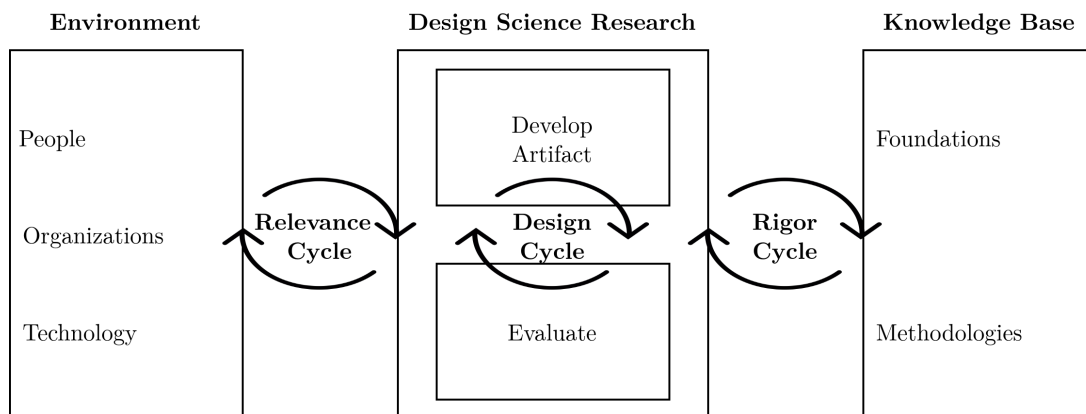 Environment
Design Science Research
Knowledge Base
People
Organizations
Technology
Relevance
Cycle
Develop
Artifact
Design
Cycle
Evaluate
Rigor
Cycle
Foundations
Methodologies